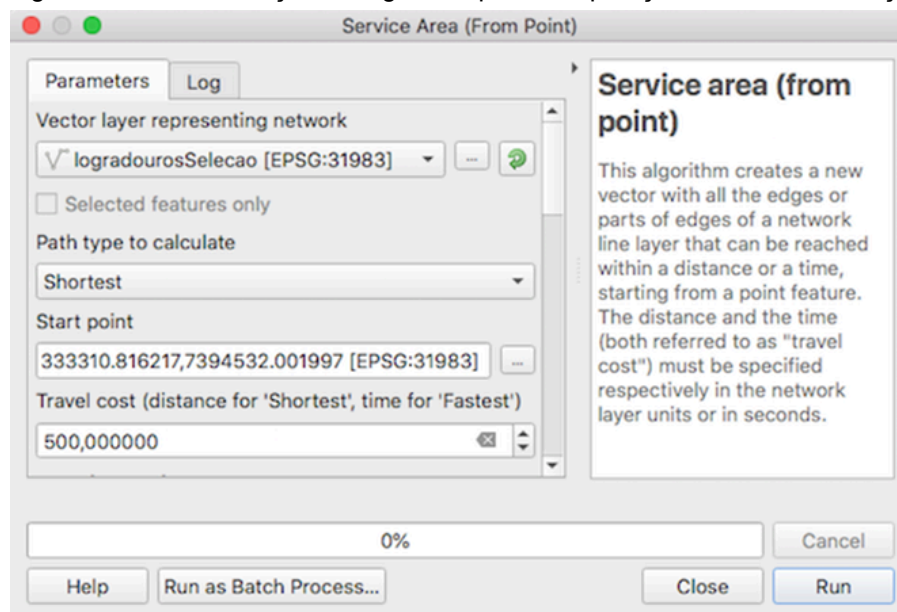 Service Area (From Point)
Parameters
Log
Vector layer representing network
logradourosSelecao [EPSG:31983]
...
Selected features only
Path type to calculate
Shortest
Start point
333310.816217,7394532.001997 [EPSG:31983]
...
Travel cost (distance for 'Shortest', time for 'Fastest')
500,000000
Service area (from
point)
This algorithm creates a new
vector with all the edges or
parts of edges of a network
line layer that can be reached
within a distance or a time,
starting from a point feature.
The distance and the time
(both referred to as "travel
cost") must be specified
respectively in the network
layer units or in seconds.
0%
Cancel
Help
Run as Batch Process...
Close
Run